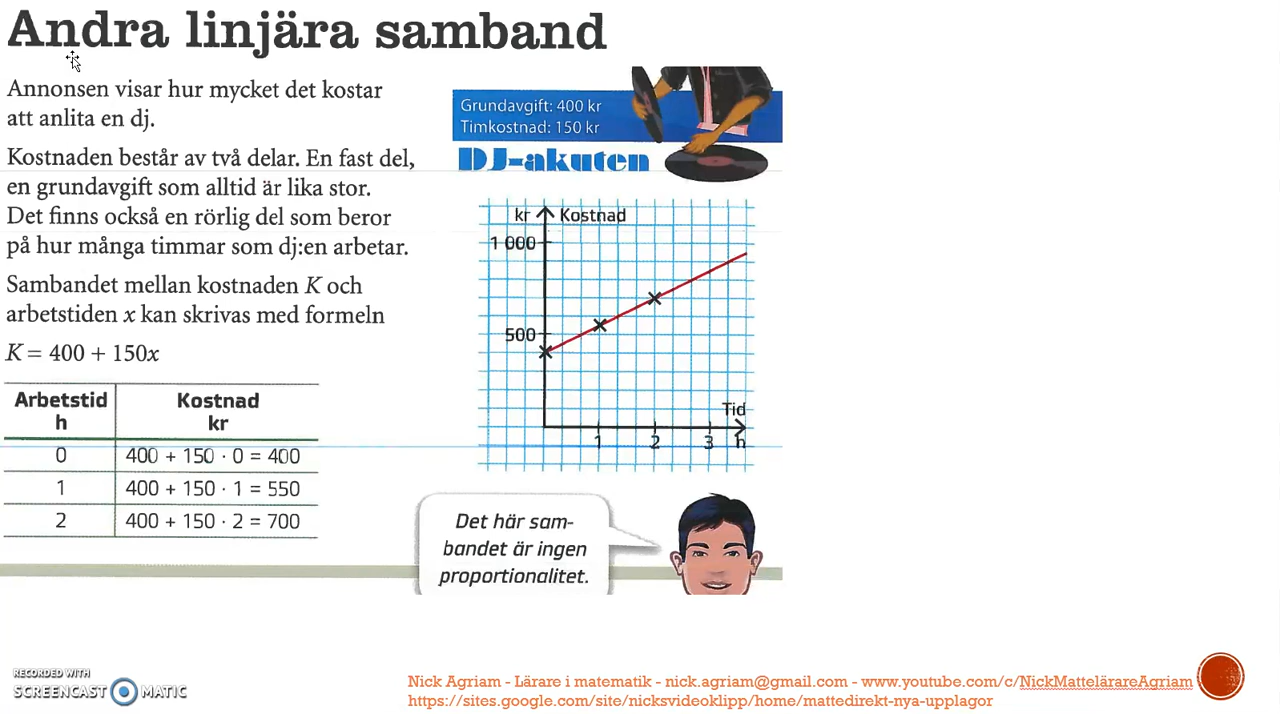 Andra linjära samband
Annonsen visar hur mycket det kostar
att anlita en dj.
Kostnaden består av två delar. En fast del,
en grundavgift som alltid är lika stor.
Det finns också en rörlig del som beror
på hur många timmar som dj:en arbetar.
Sambandet mellan kostnaden K och
arbetstiden x kan skrivas med formeln
K = 400 + 150x
Arbetstid
h
Kostnad
kr
0
400 + 150 · 0 = 400
1
400 + 150 · 1 = 550
2
400 + 150 · 2 = 700
Grundavgift: 400 kr
Timkostnad: 150 kr
DJ-akuten
kr
Kostnad
1 000
500
Tid
1
2
3
h
Det här sam-
bandet är ingen
proportionalitet.
RECORDED WITH
SCREENCAST MATIC
Nick Agriam - Lärare i matematik - nick.agriam@gmail.com - www.youtube.com/c/NickMattelärareAgriam
https://sites.google.com/site/nicksvideoklipp/home/mattedirekt-nya-upplagor